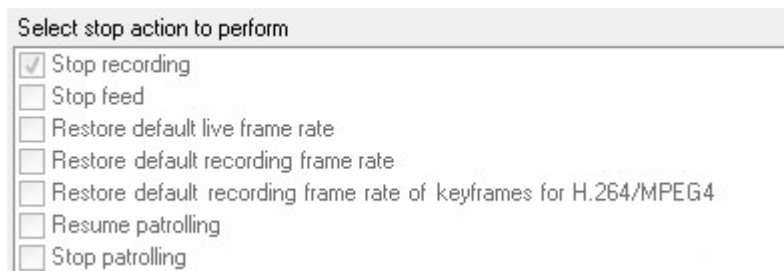 Select stop action to perform
Stop recording
Stop feed
Restore default live frame rate
Restore default recording frame rate
Restore default recording frame rate of keyframes for H.264/MPEG4
Resume patrolling
Stop patrolling